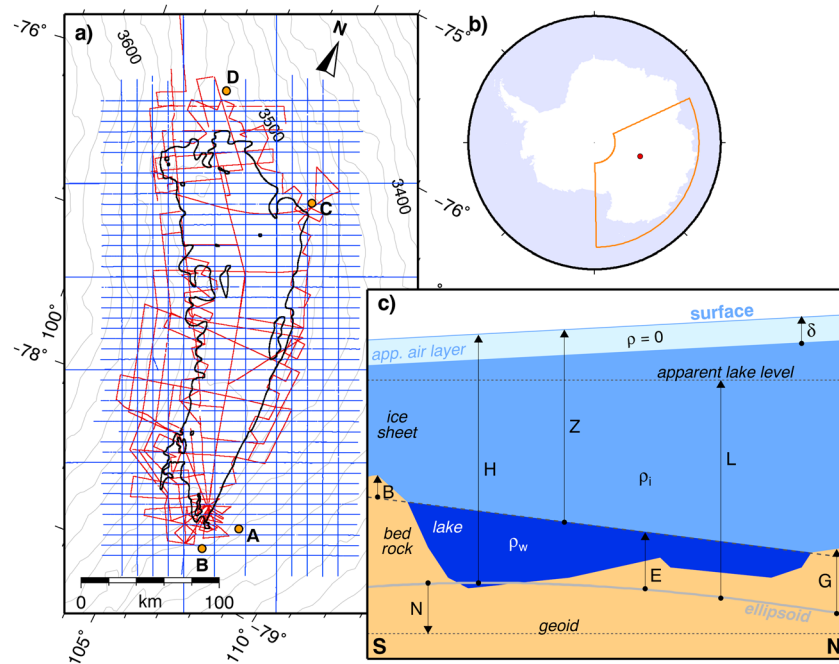 a)
-76°
3600
N
D
3500
3400
C
100°
-78°
A
B
0 km 100
105°
110°
-79°
-75°
-76°
b)
c)
surface
δ
ρ = 0
app. air layer
apparent lake level
ice
sheet
Z
H
L
ρi
B
lake
bed
rock
ρw
E
G
N
ellipsoid
geoid
S
N